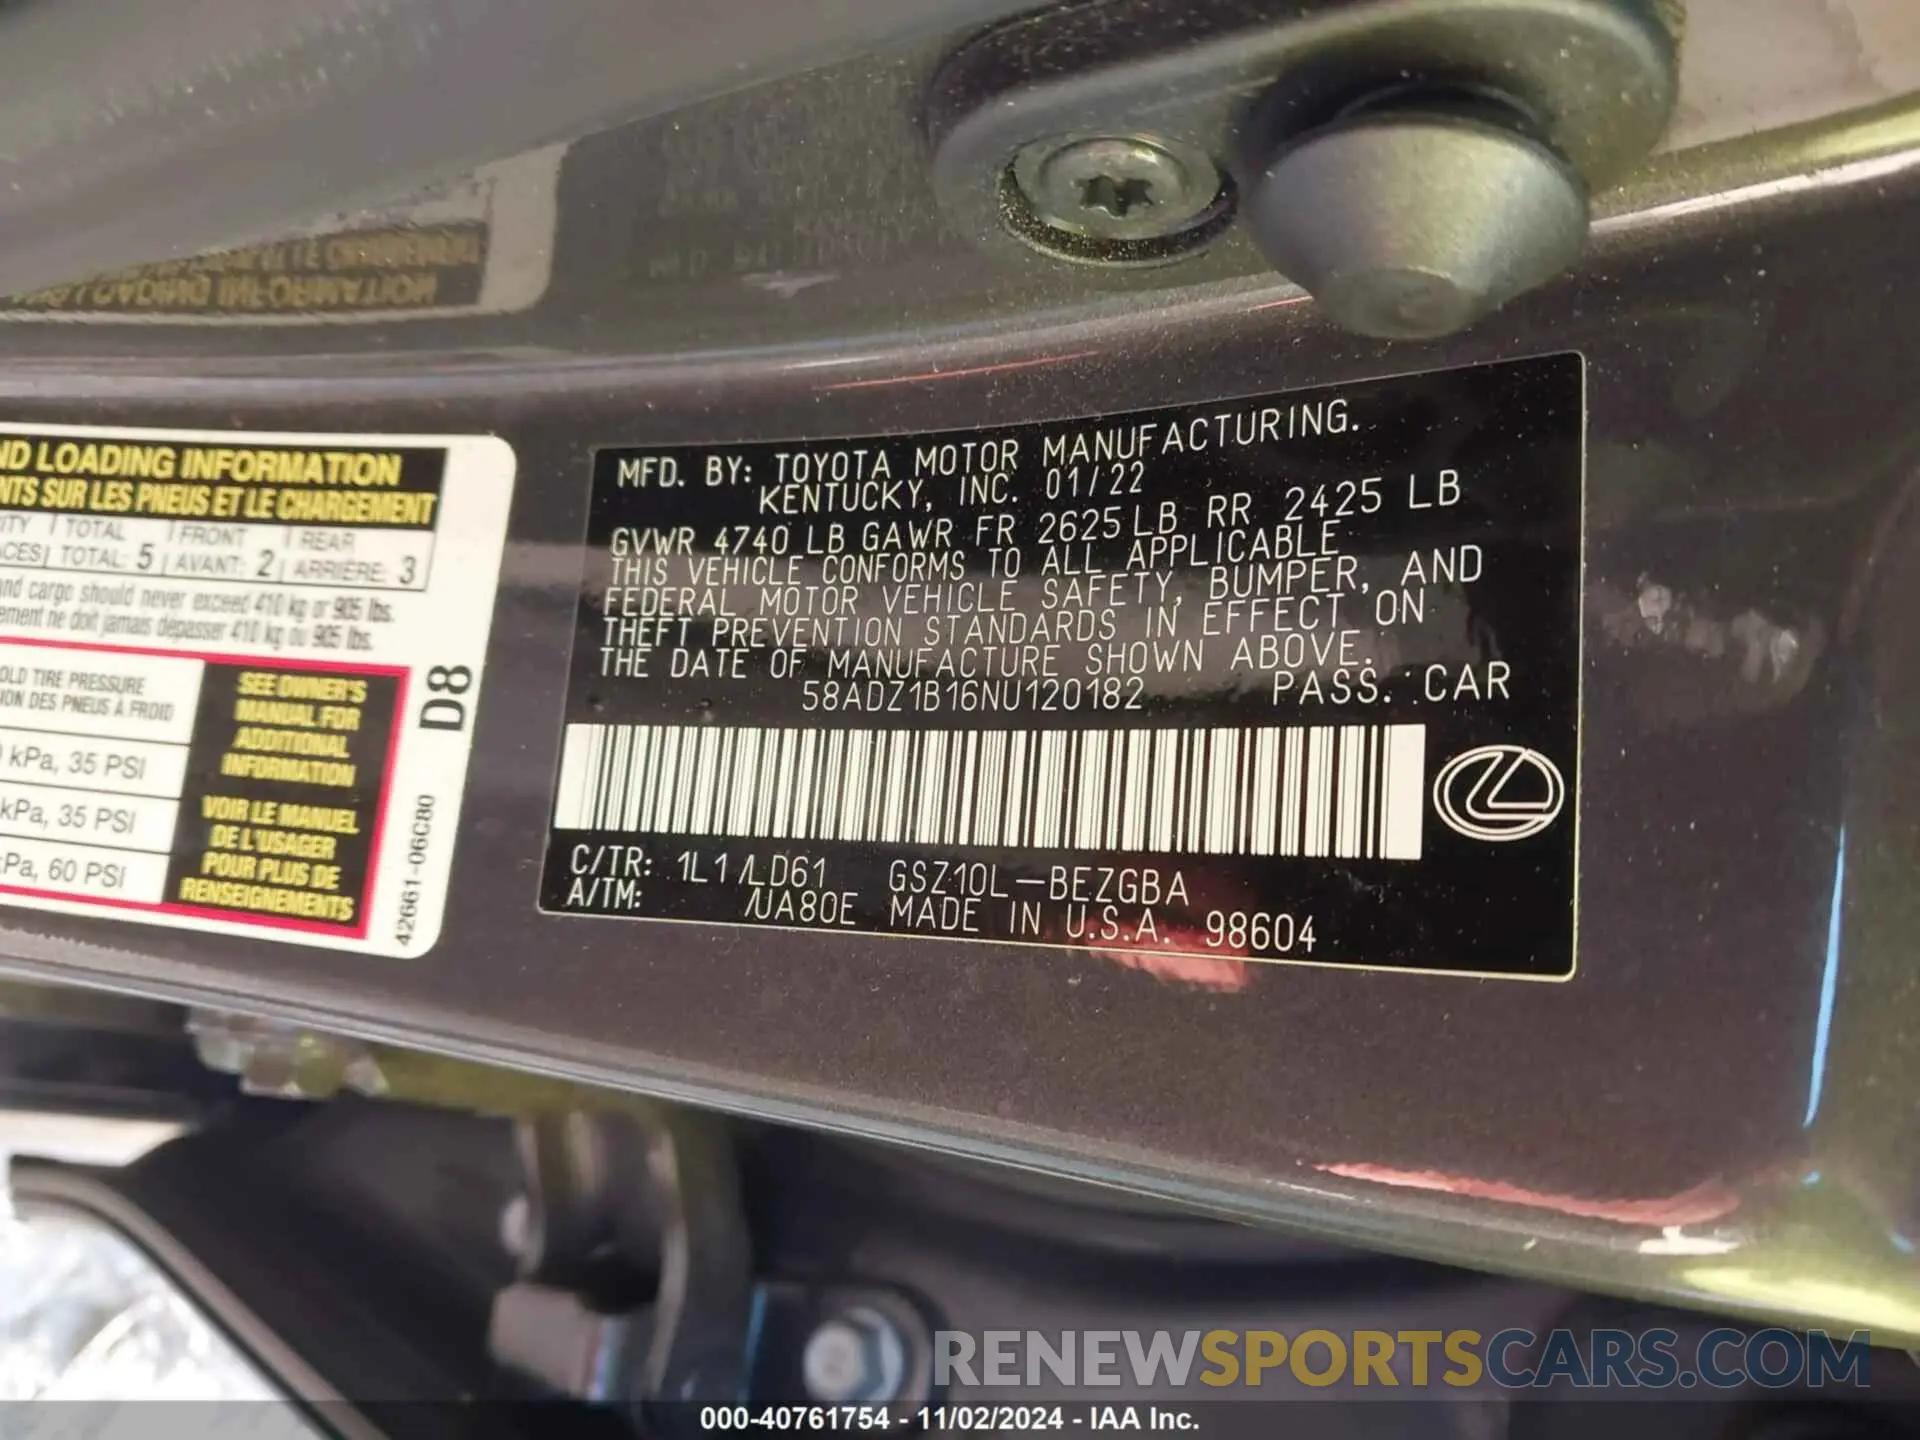 ND LOADING INFORMATION
NTS SUR LES PNEUS ET LE CHARGEMENT
ITY | TOTAL | FRONT | REAR
ACES| TOTAL: 5 | AVANT: 2 | ARRIÈRE: 3
and cargo should never exceed 410 kg or 905 lbs.
ement ne doit jamais dépasser 410 kg ou 905 lbs.
OLD TIRE PRESSURE
ION DES PNEUS À FROID
kPa, 35 PSI
kPa, 35 PSI
kPa, 60 PSI
SEE OWNER'S
MANUAL FOR
ADDITIONAL
INFORMATION
VOIR LE MANUEL
DE L'USAGER
POUR PLUS DE
RENSEIGNEMENTS
D8
42661-06C80
MFD. BY: TOYOTA MOTOR MANUFACTURING.
KENTUCKY, INC. 01/22
GVWR 4740 LB GAWR FR 2625 LB RR 2425 LB
THIS VEHICLE CONFORMS TO ALL APPLICABLE
FEDERAL MOTOR VEHICLE SAFETY, BUMPER, AND
THEFT PREVENTION STANDARDS IN EFFECT ON
THE DATE OF MANUFACTURE SHOWN ABOVE.
58ADZ1B16NU120182 PASS. CAR
C/TR: 1L1/LD61 GSZ10L-BEZGBA
A/TM: /UA80E MADE IN U.S.A. 98604
RENEWSPORTSCARS.COM
000-40761754 - 11/02/2024 - IAA Inc.